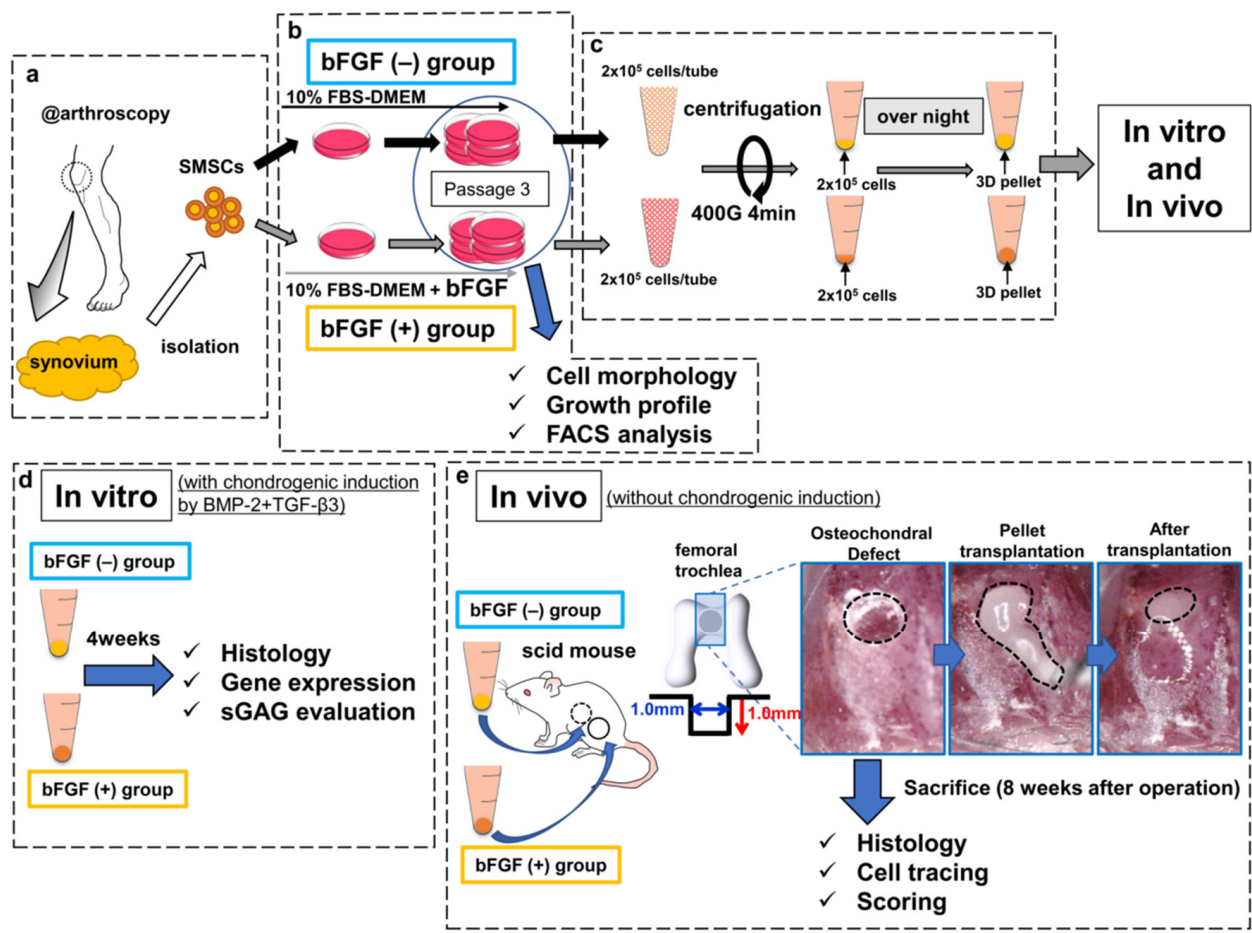 a
@arthroscopy
SMSCs
isolation
synovium
b
bFGF (–) group
10% FBS-DMEM
Passage 3
10% FBS-DMEM + bFGF
bFGF (+) group
✓ Cell morphology
✓ Growth profile
✓ FACS analysis
c
2x10⁵ cells/tube
centrifugation
400G 4min
2x10⁵ cells/tube
over night
2x10⁵ cells
3D pellet
2x10⁵ cells
3D pellet
In vitro
and
In vivo
d
In vitro
(with chondrogenic induction
by BMP-2+TGF-β3)
bFGF (–) group
4weeks
✓ Histology
✓ Gene expression
✓ sGAG evaluation
bFGF (+) group
e
In vivo
(without chondrogenic induction)
bFGF (–) group
scid mouse
bFGF (+) group
femoral
trochlea
1.0mm
1.0mm
Osteochondral
Defect
Pellet
transplantation
After
transplantation
Sacrifice (8 weeks after operation)
✓ Histology
✓ Cell tracing
✓ Scoring